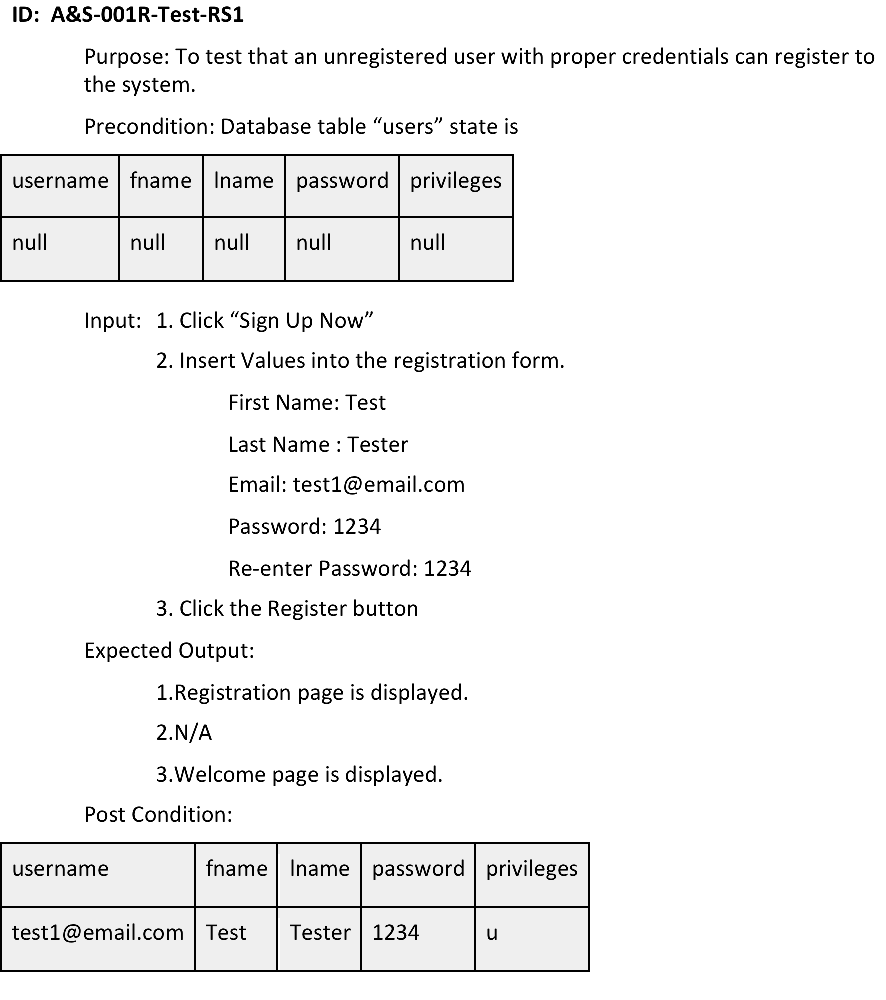 ID:  A&S-001R-Test-RS1
Purpose: To test that an unregistered user with proper credentials can register to
the system.
Precondition: Database table “users” state is
username fname lname password privileges
null null null null null
Input: 1. Click “Sign Up Now”
2. Insert Values into the registration form.
First Name: Test
Last Name : Tester
Email: test1@email.com
Password: 1234
Re-enter Password: 1234
3. Click the Register button
Expected Output:
1.Registration page is displayed.
2.N/A
3.Welcome page is displayed.
Post Condition:
username fname lname password privileges
test1@email.com Test Tester 1234 u